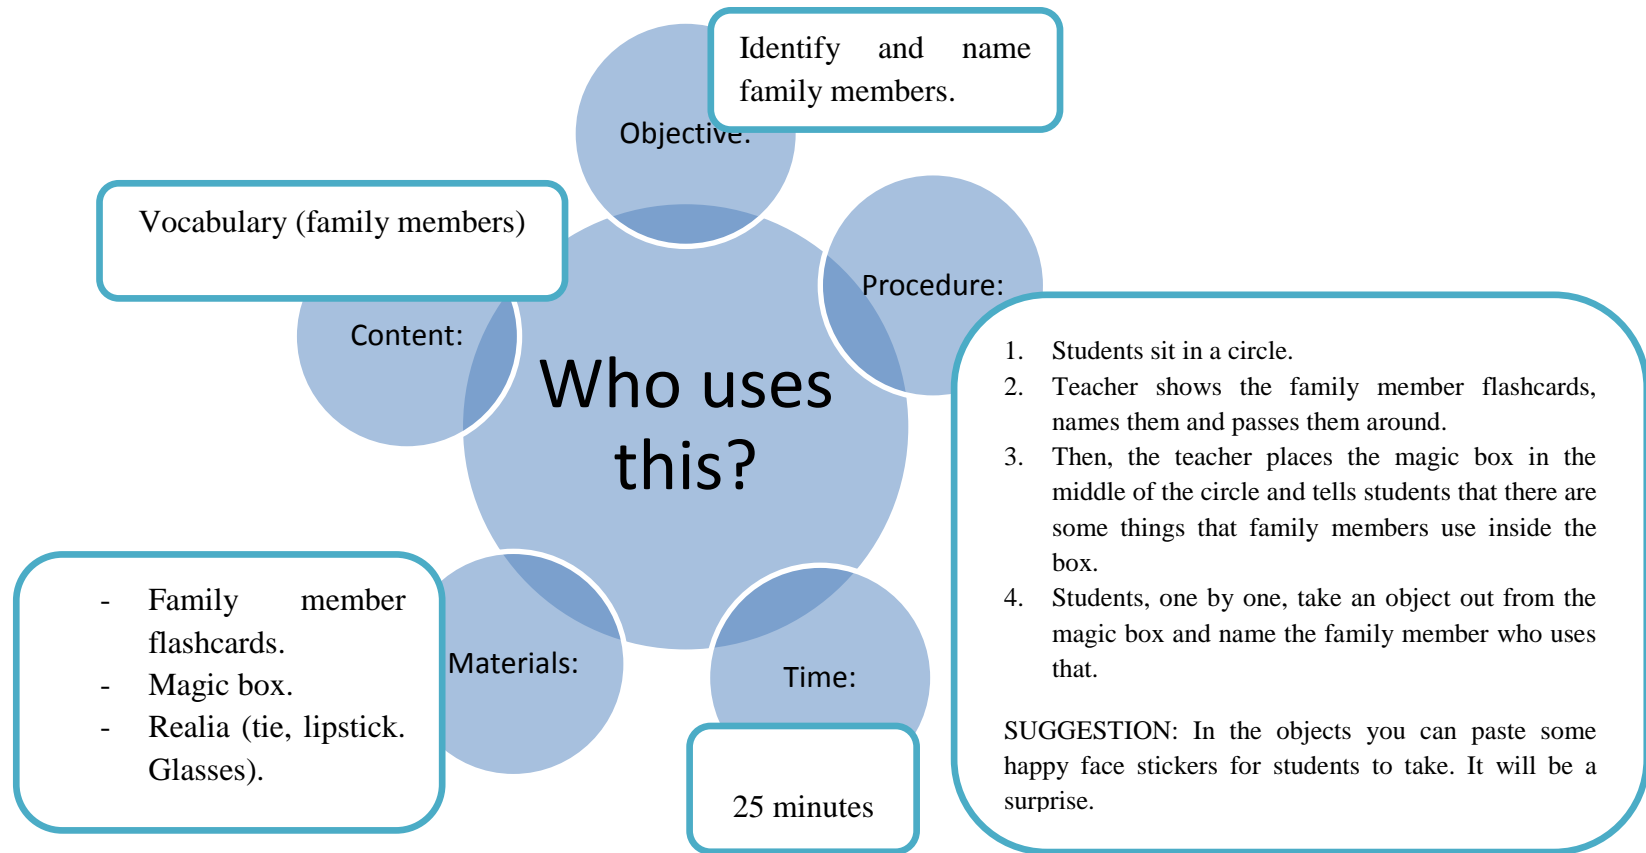 Identify and name
family members.
Objective:
Vocabulary (family members)
Content:
Who uses
this?
Procedure:
1. Students sit in a circle.
2. Teacher shows the family member flashcards,
names them and passes them around.
3. Then, the teacher places the magic box in the
middle of the circle and tells students that there are
some things that family members use inside the
box.
4. Students, one by one, take an object out from the
magic box and name the family member who uses
that.
SUGGESTION: In the objects you can paste some
happy face stickers for students to take. It will be a
surprise.
Materials:
- Family member
flashcards.
- Magic box.
- Realia (tie, lipstick.
Glasses).
Time:
25 minutes